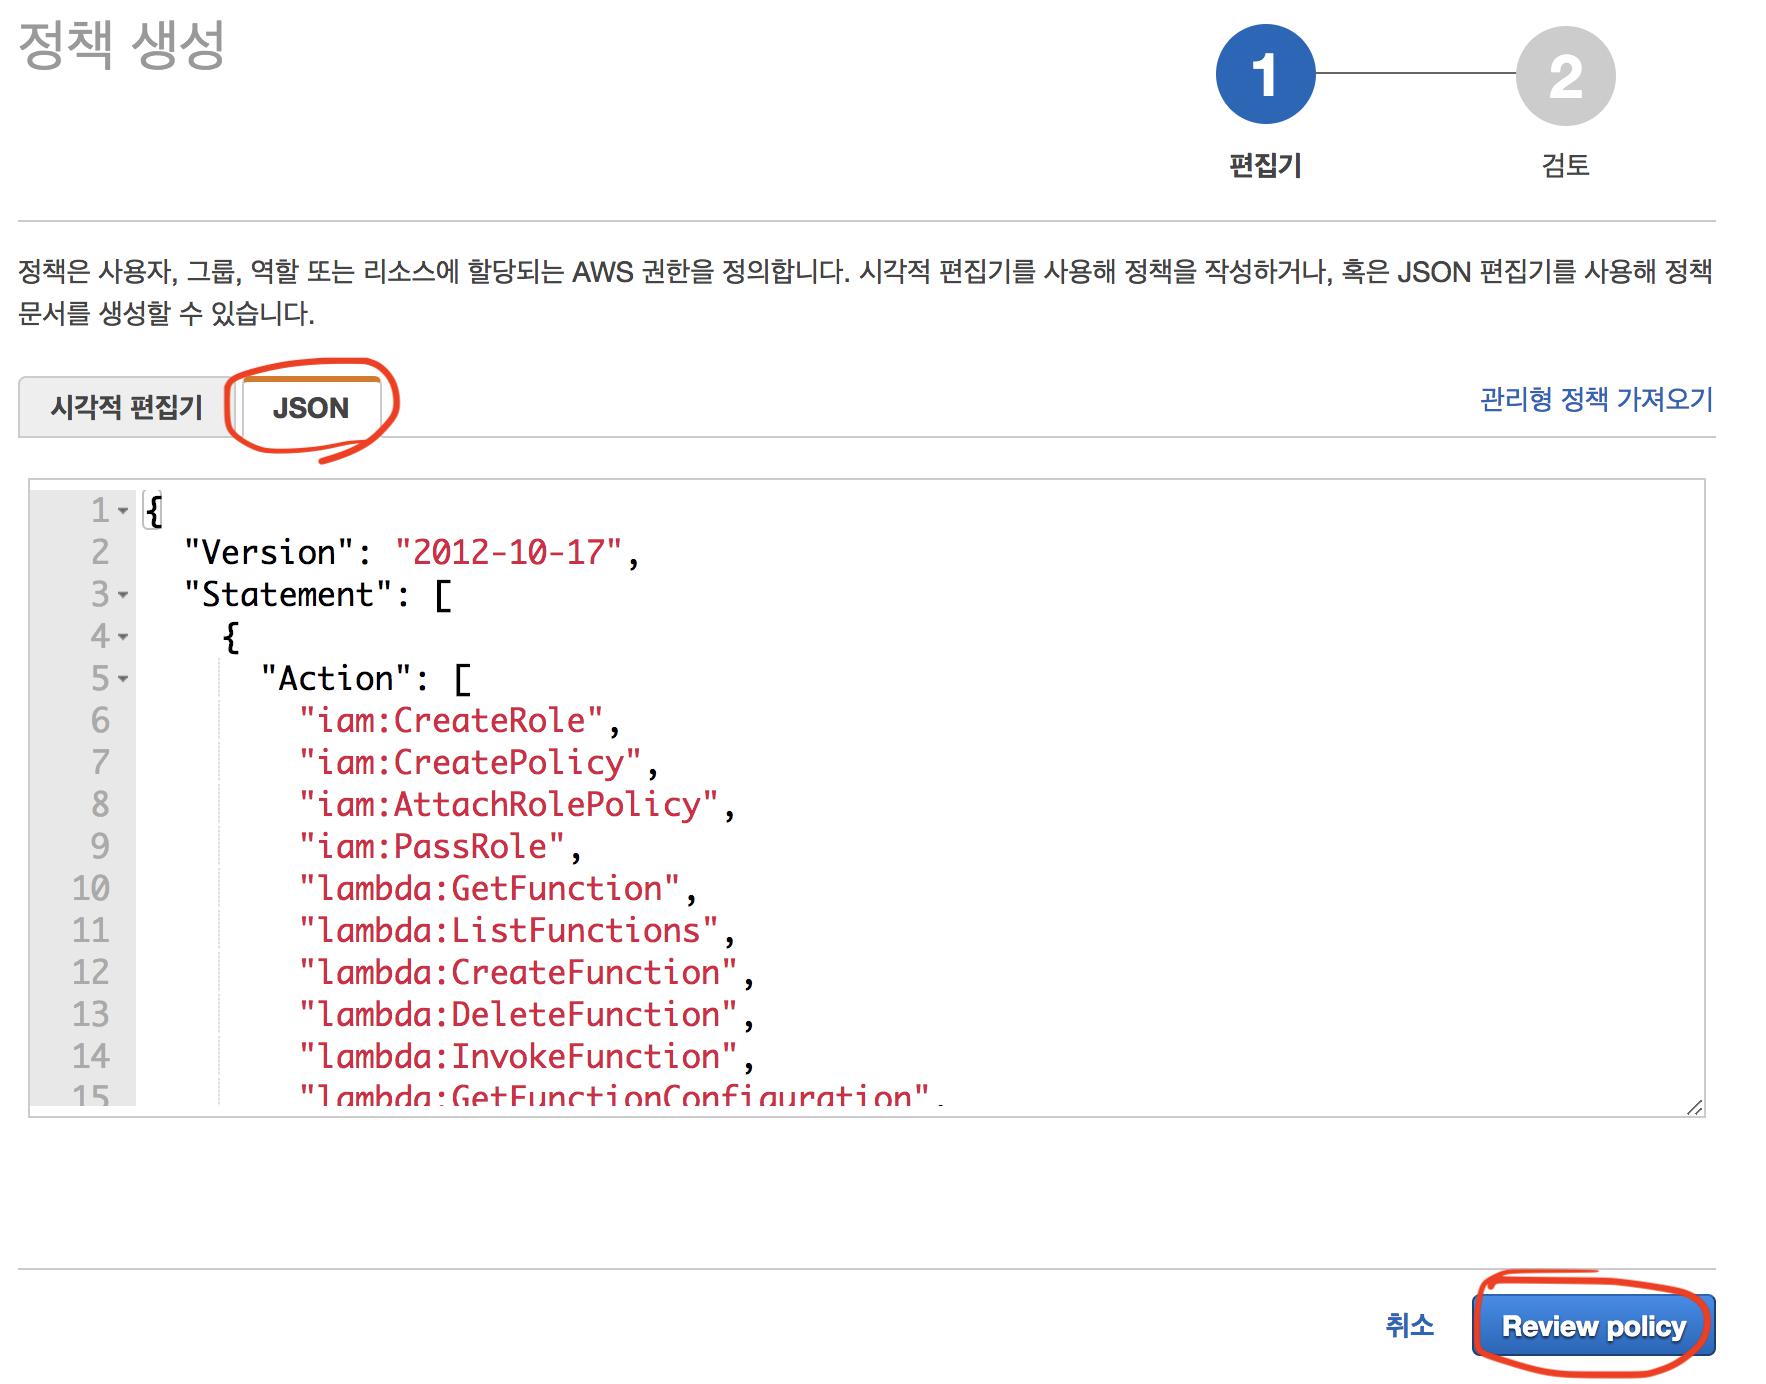 정책 생성
1
2
편집기
검토
정책은 사용자, 그룹, 역할 또는 리소스에 할당되는 AWS 권한을 정의합니다. 시각적 편집기를 사용해 정책을 작성하거나, 혹은 JSON 편집기를 사용해 정책
문서를 생성할 수 있습니다.
시각적 편집기
JSON
관리형 정책 가져오기
1 {
2 "Version": "2012-10-17",
3 "Statement": [
4 {
5 "Action": [
6 "iam:CreateRole",
7 "iam:CreatePolicy",
8 "iam:AttachRolePolicy",
9 "iam:PassRole",
10 "lambda:GetFunction",
11 "lambda:ListFunctions",
12 "lambda:CreateFunction",
13 "lambda:DeleteFunction",
14 "lambda:InvokeFunction",
15 "lambda:GetFunctionConfiguration",
취소
Review policy